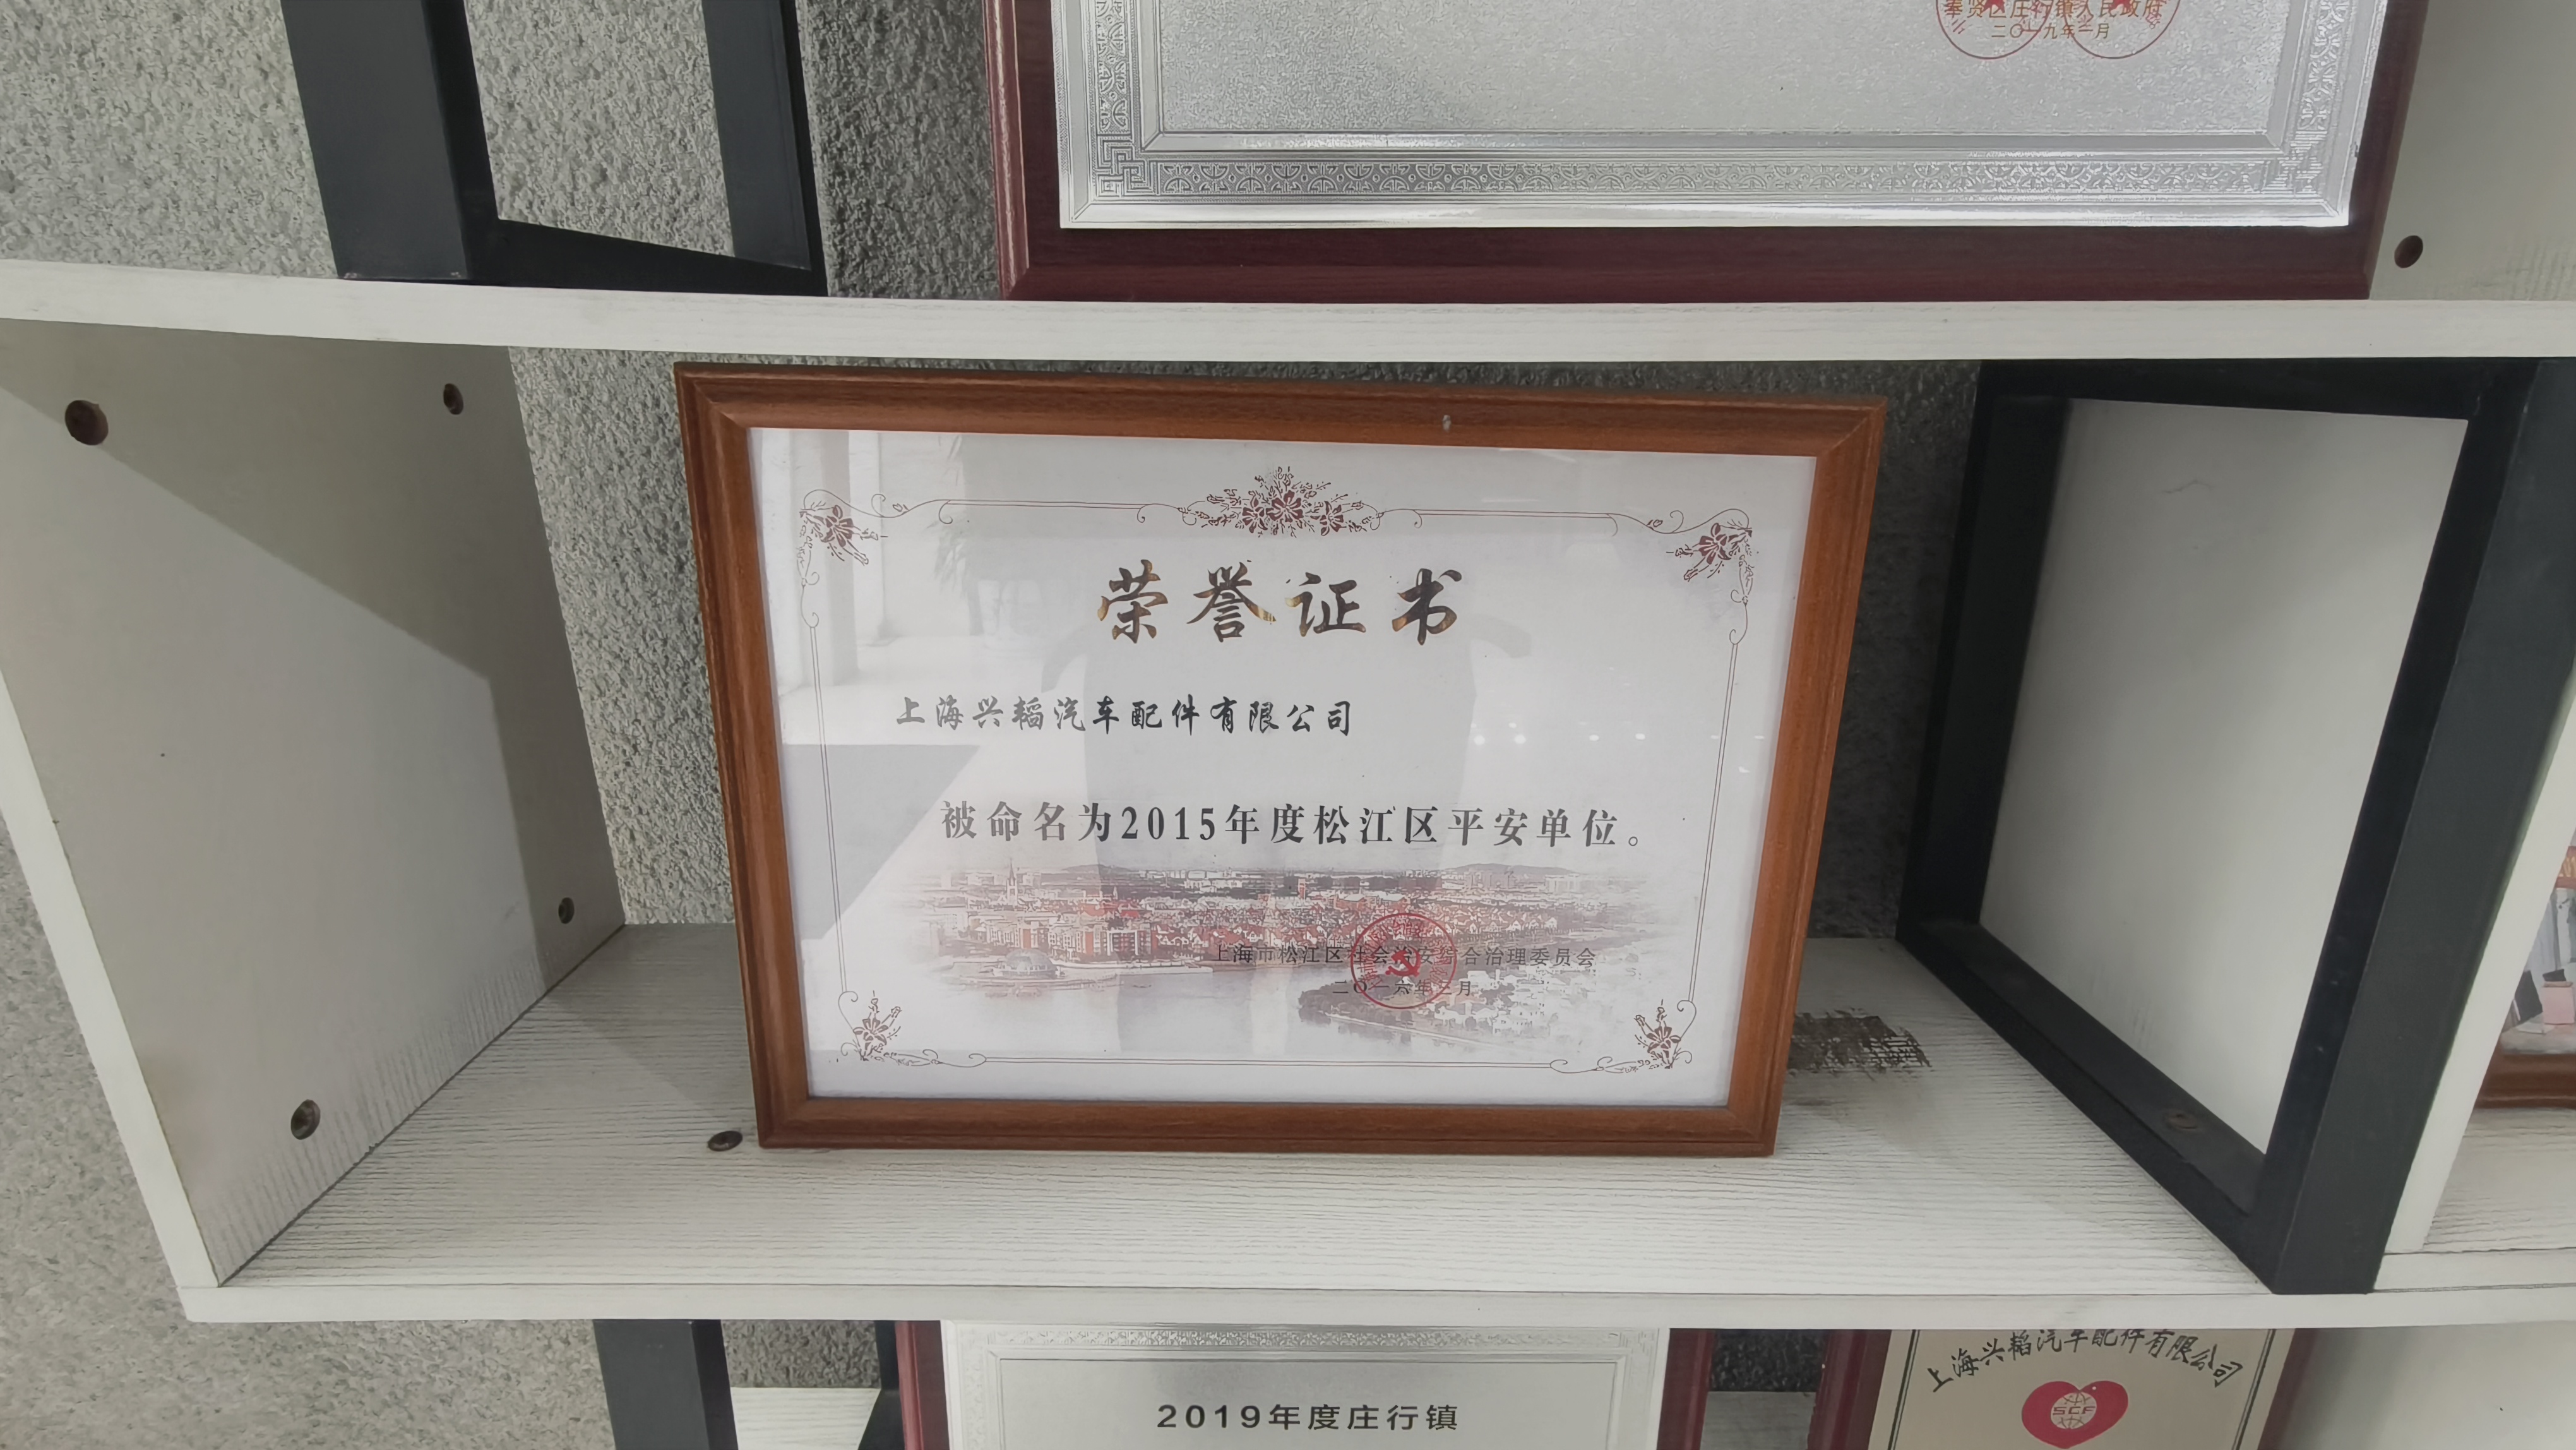 奉贤区庄行镇人民政府
二〇一九年一月
荣誉证书
上海兴韬汽车配件有限公司
被命名为2015年度松江区平安单位。
上海市松江区社会治安综合治理委员会
二〇一六年三月
2019年度庄行镇
上海兴韬汽车配件有限公司
SCF